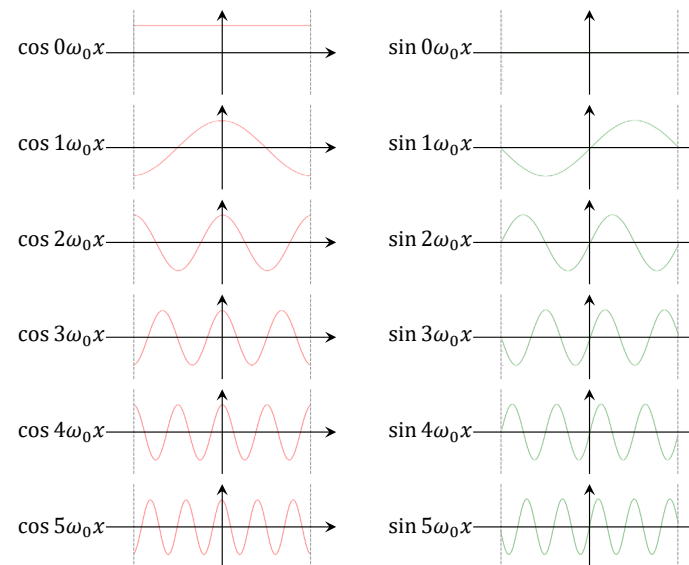 cos 0ω₀x
sin 0ω₀x
cos 1ω₀x
sin 1ω₀x
cos 2ω₀x
sin 2ω₀x
cos 3ω₀x
sin 3ω₀x
cos 4ω₀x
sin 4ω₀x
cos 5ω₀x
sin 5ω₀x